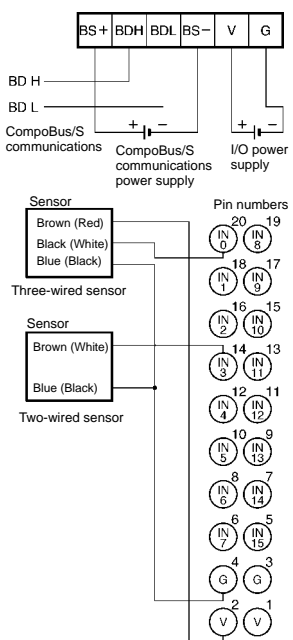 BS+ BDH BDL BS− V G
BD H
BD L
+ − + −
CompoBus/S
communications
CompoBus/S
communications
power supply
I/O power
supply
Sensor
Brown (Red)
Black (White)
Blue (Black)
Three-wired sensor
Sensor
Brown (White)
Blue (Black)
Two-wired sensor
Pin numbers
20 19
IN 0 IN 8
18 17
IN 1 IN 9
16 15
IN 2 IN 10
14 13
IN 3 IN 11
12 11
IN 4 IN 12
10 9
IN 5 IN 13
8 7
IN 6 IN 14
6 5
IN 7 IN 15
4 3
G G
2 1
V V